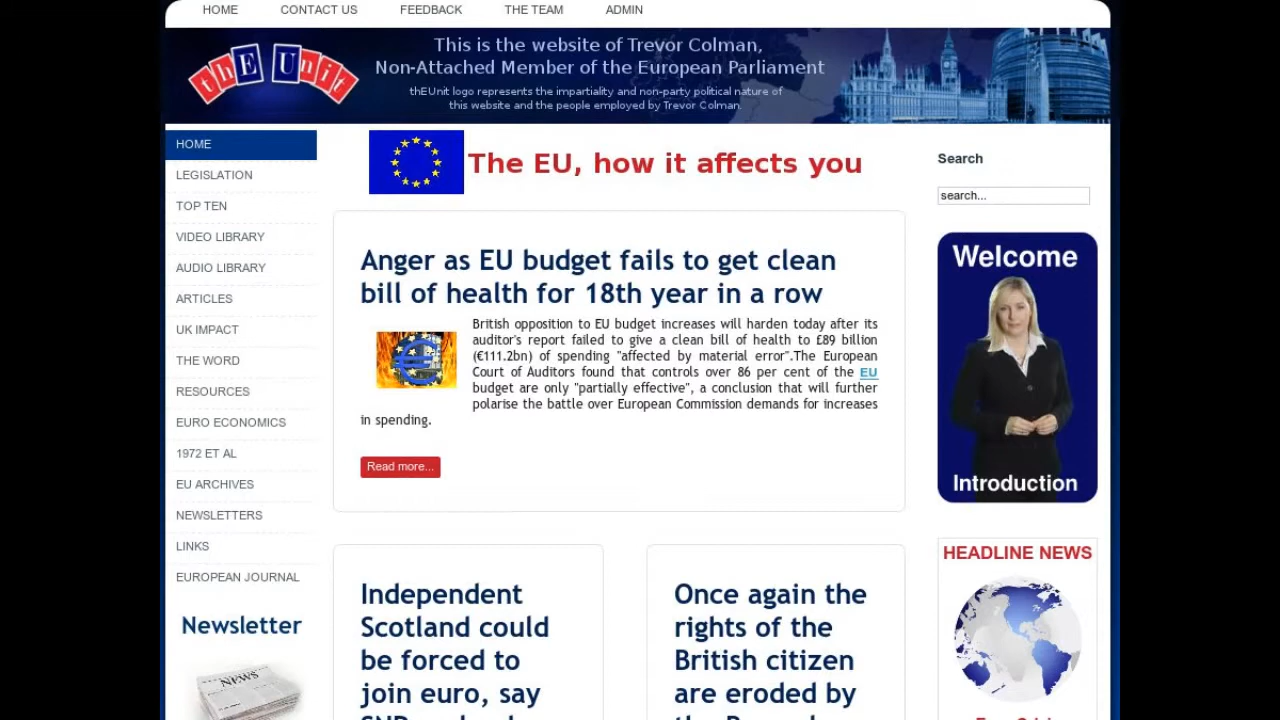 HOME CONTACT US FEEDBACK THE TEAM ADMIN
thEUnit
This is the website of Trevor Colman,
Non-Attached Member of the European Parliament
thEUnit logo represents the impartiality and non-party political nature of
this website and the people employed by Trevor Colman.
HOME
LEGISLATION
TOP TEN
VIDEO LIBRARY
AUDIO LIBRARY
ARTICLES
UK IMPACT
THE WORD
RESOURCES
EURO ECONOMICS
1972 ET AL
EU ARCHIVES
NEWSLETTERS
LINKS
EUROPEAN JOURNAL
Newsletter
NEWS
The EU, how it affects you
Anger as EU budget fails to get clean
bill of health for 18th year in a row
British opposition to EU budget increases will harden today after its
auditor's report failed to give a clean bill of health to £89 billion
(€111.2bn) of spending "affected by material error".The European
Court of Auditors found that controls over 86 per cent of the EU
budget are only "partially effective", a conclusion that will further
polarise the battle over European Commission demands for increases
in spending.
Read more...
Independent
Scotland could
be forced to
join euro, say
Once again the
rights of the
British citizen
are eroded by
Search
search...
Welcome
Introduction
HEADLINE NEWS